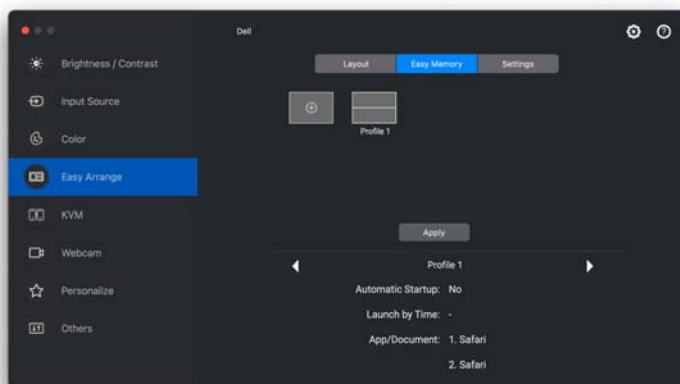 Dell
Brightness / Contrast
Input Source
Color
Easy Arrange
KVM
Webcam
Personalize
Others
Layout Easy Memory Settings
Profile 1
Apply
Profile 1
Automatic Startup: No
Launch by Time: -
App/Document: 1. Safari
2. Safari